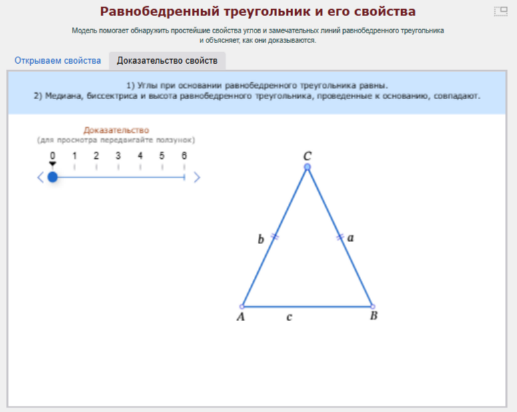 Равнобедренный треугольник и его свойства
Модель помогает обнаружить простейшие свойства углов и замечательных линий равнобедренного треугольника
и объясняет, как они доказываются.
Открываем свойства
Доказательство свойств
1) Углы при основании равнобедренного треугольника равны.
2) Медиана, биссектриса и высота равнобедренного треугольника, проведенные к основанию, совпадают.
Доказательство
(для просмотра передвигайте ползунок)
0 1 2 3 4 5 6
C
b a
A c B